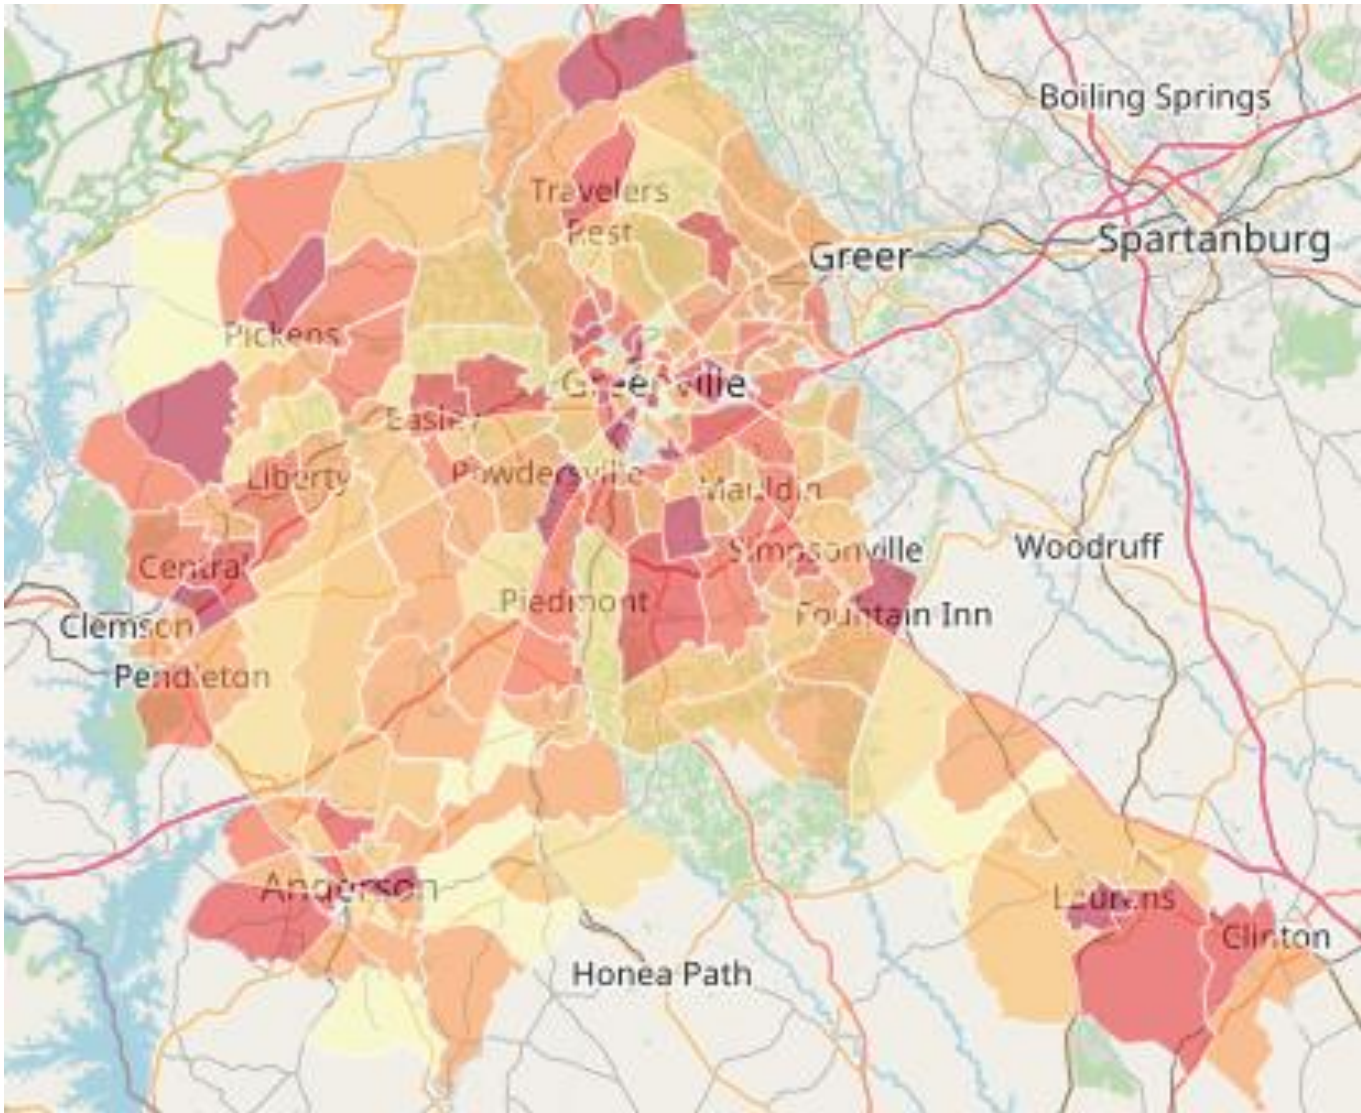 Boiling Springs
Travelers
Rest
Greer
Spartanburg
Pickens
Greenville
Easley
Liberty
Powdersville
Mauldin
Central
Simpsonville
Woodruff
Clemson
Piedmont
Fountain Inn
Pendleton
Anderson
Laurens
Clinton
Honea Path